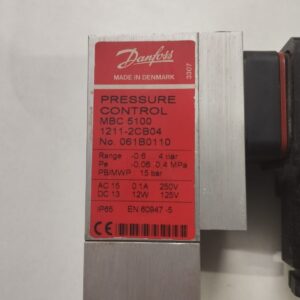 Danfoss
MADE IN DENMARK
3307
PRESSURE
CONTROL
MBC 5100
1211-2CB04
No. 061B0110
Range -0.6 4 bar
Pe -0.06 0.4 MPa
PB/MWP 15 bar
AC 15 0.1A 250V
DC 13 12W 125V
IP65 EN 60947 -5